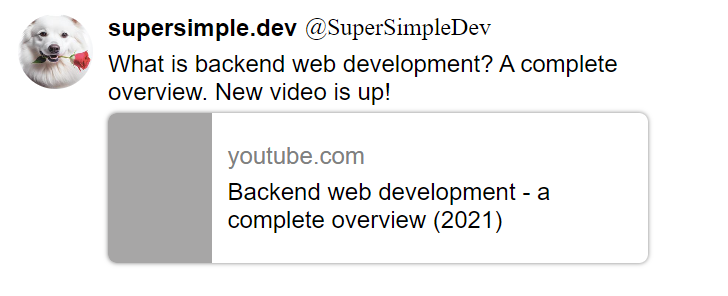 supersimple.dev @SuperSimpleDev
What is backend web development? A complete
overview. New video is up!
youtube.com
Backend web development - a
complete overview (2021)